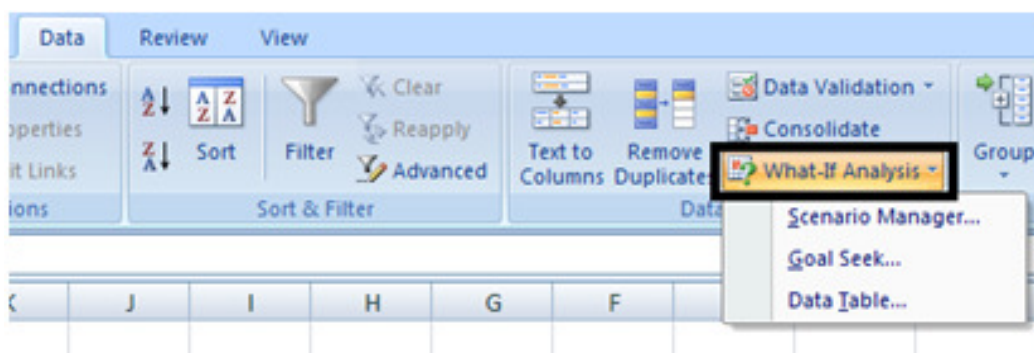 Data Review View
nnections
operties
it Links
ions
A
Z
Z
A
A Z
Z A
Sort
Filter
Clear
Reapply
Advanced
Sort & Filter
Text to
Columns
Remove
Duplicates
Data Validation
Consolidate
What-If Analysis
Data
Group
Scenario Manager...
Goal Seek...
Data Table...
K J I H G F